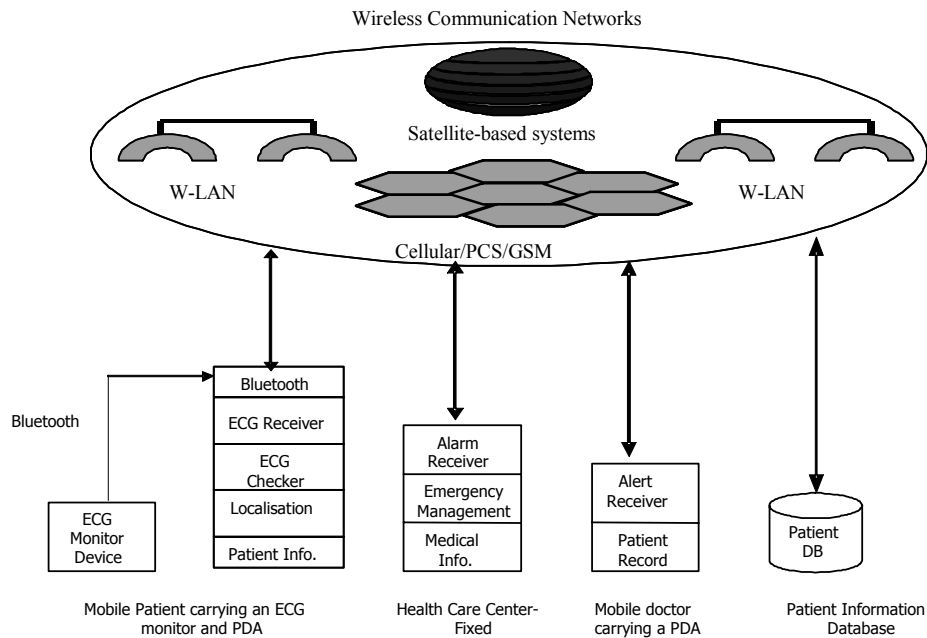 Wireless Communication Networks
Satellite-based systems
W-LAN
W-LAN
Cellular/PCS/GSM
Bluetooth
Bluetooth
ECG Receiver
ECG
Checker
Localisation
Patient Info.
ECG
Monitor
Device
Alarm
Receiver
Emergency
Management
Medical
Info.
Alert
Receiver
Patient
Record
Patient
DB
Mobile Patient carrying an ECG
monitor and PDA
Health Care Center-
Fixed
Mobile doctor
carrying a PDA
Patient Information
Database